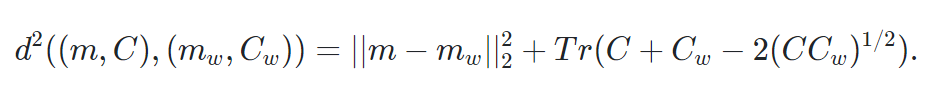 d²((m, C), (m_w, C_w)) = ||m − m_w||₂² + Tr(C + C_w − 2(CC_w)^{1/2}).